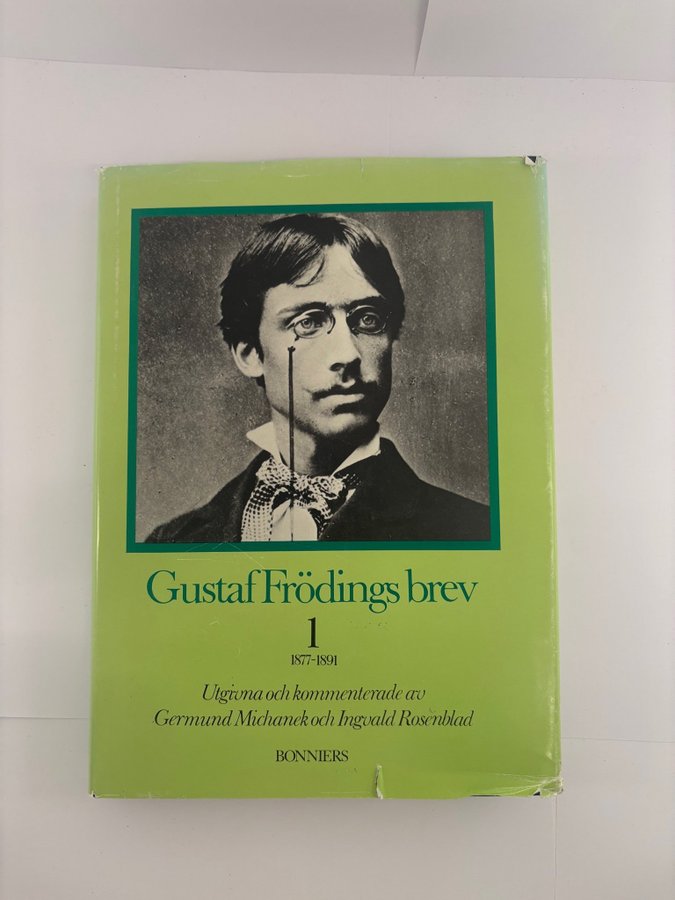 Gustaf Frödings brev
1
1877-1891
Utgivna och kommenterade av
Germund Michanek och Ingvald Rosenblad
BONNIERS